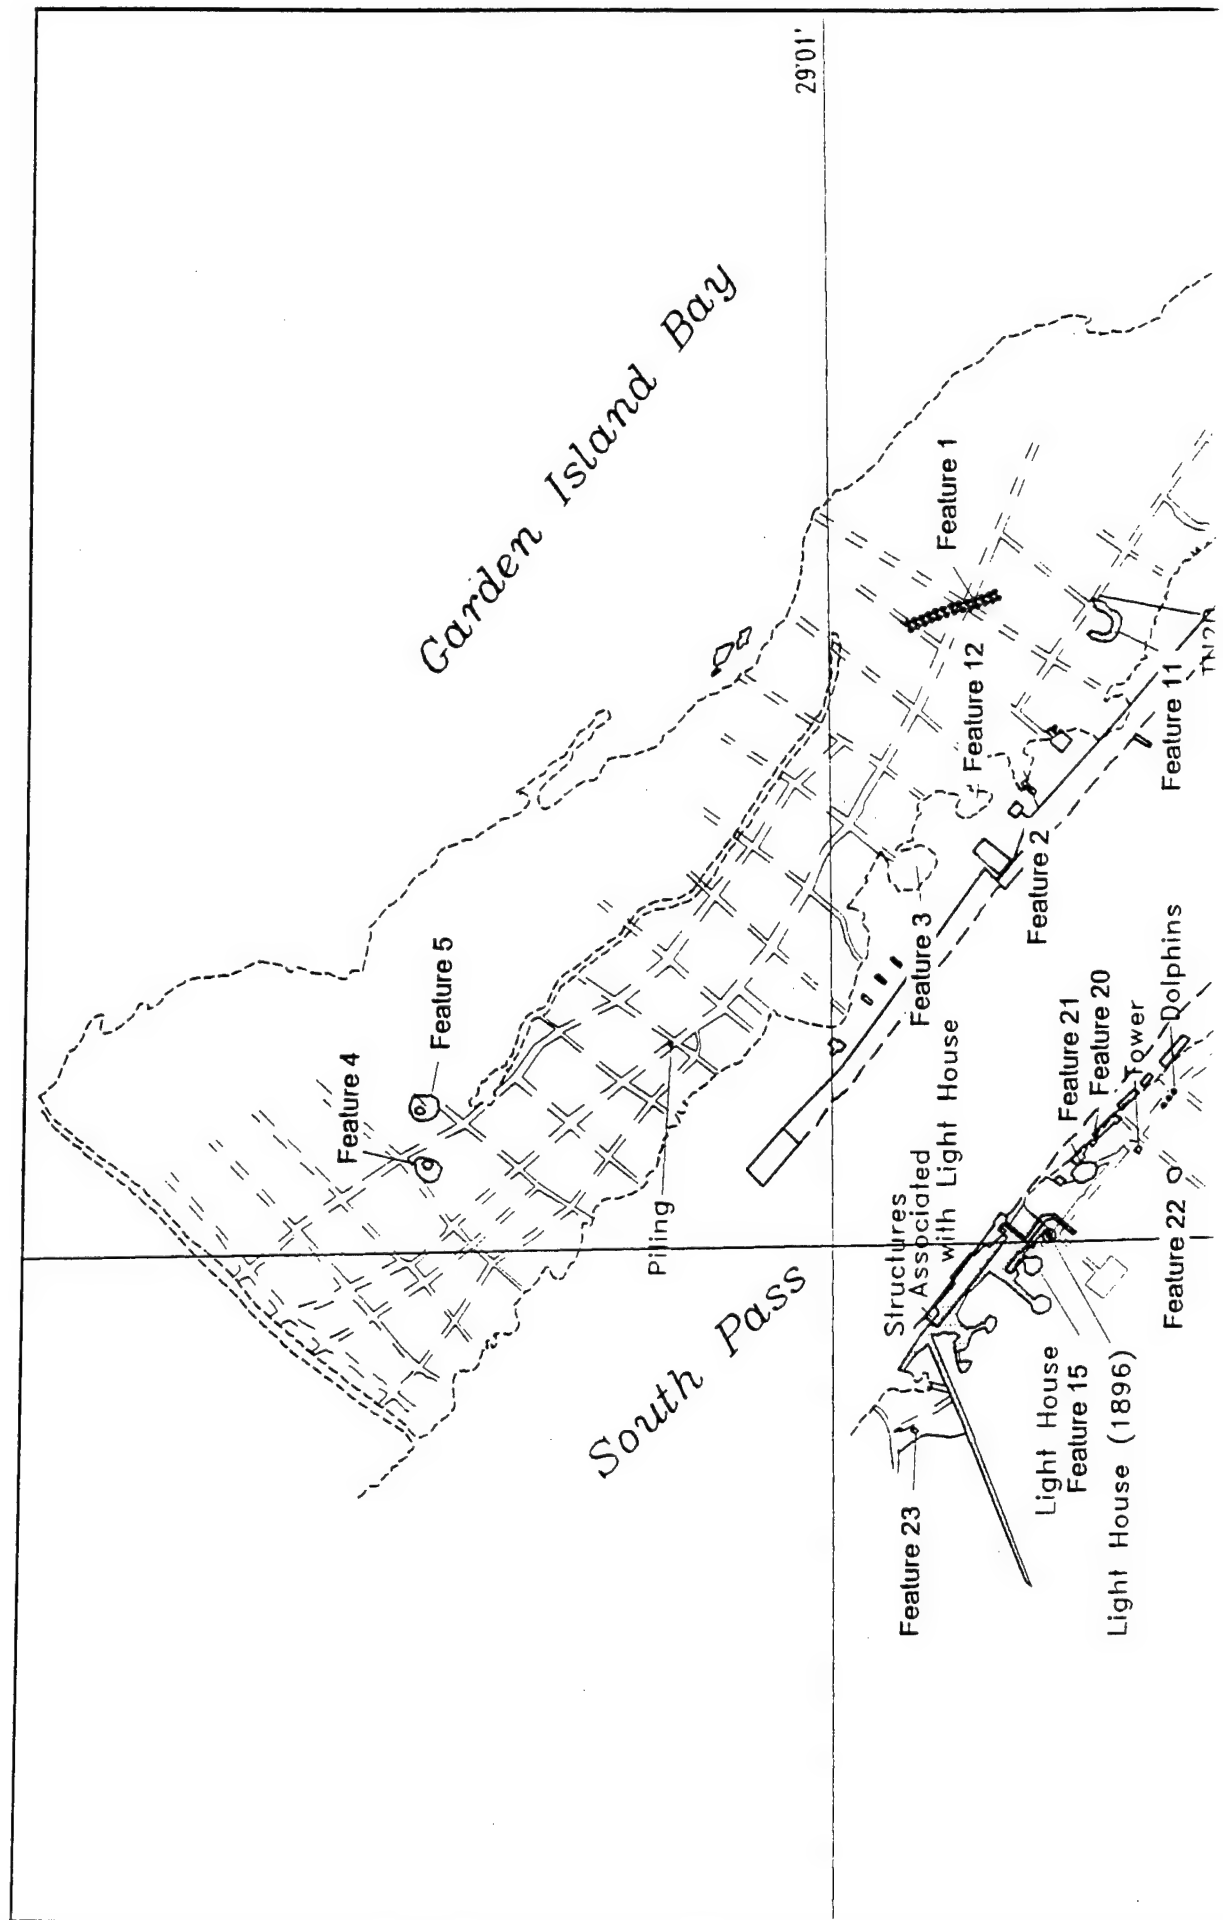 29°01'
Garden Island Bay
Feature 1
Feature 12
Feature 11
Feature 5
Feature 4
Feature 3
Feature 2
Piling
South Pass
Structures
Associated
with Light House
Feature 21
Feature 20
Tower
Dolphins
Feature 22
Feature 23
Light House
Feature 15
Light House (1896)